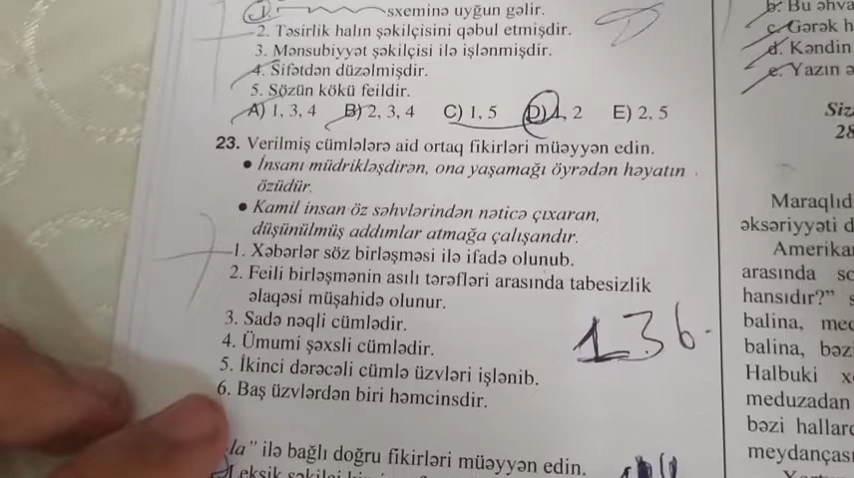 sxeminə uyğun gəlir.
2. Təsirlik halın şəkilçisini qəbul etmişdir.
3. Mənsubiyyət şəkilçisi ilə işlənmişdir.
4. Sifətdən düzəlmişdir.
5. Sözün kökü feildir.
A) 1, 3, 4 B) 2, 3, 4 C) 1, 5 D) 1, 2 E) 2, 5
23. Verilmiş cümlələrə aid ortaq fikirləri müəyyən edin.
• İnsanı müdrikləşdirən, ona yaşamağı öyrədən həyatın
özüdür.
• Kamil insan öz səhvlərindən nəticə çıxaran,
düşünülmüş addımlar atmağa çalışandır.
1. Xəbərlər söz birləşməsi ilə ifadə olunub.
2. Feili birləşmənin asılı tərəfləri arasında tabesizlik
əlaqəsi müşahidə olunur.
3. Sadə nəqli cümlədir.
4. Ümumi şəxsli cümlədir.
5. İkinci dərəcəli cümlə üzvləri işlənib.
6. Baş üzvlərdən biri həmcinsdir.
136
la" ilə bağlı doğru fikirləri müəyyən edin.
b. Bu əhva
c. Gərək h
d. Kəndin
e. Yazın ə
Siz
28
Maraqlıd
əksəriyyəti d
Amerika
arasında sc
hansıdır?” s
balina, mec
balina, bəz
Halbuki x
meduzadan
bəzi hallard
meydançası